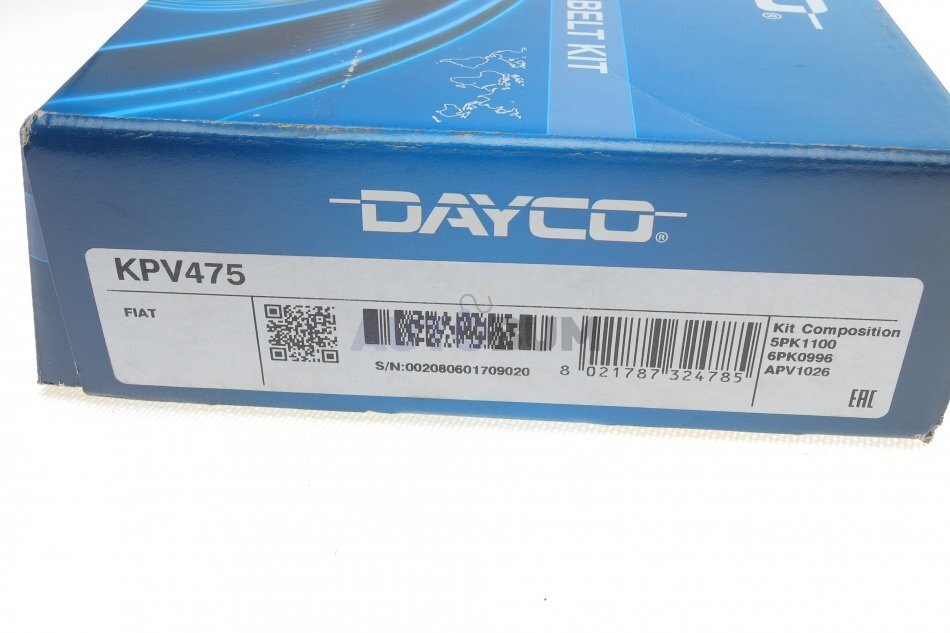 BELT KIT
®
DAYCO®
KPV475
FIAT
S/N:002080601709020
8 021787 324785
Kit Composition
5PK1100
6PK0996
APV1026
EAC